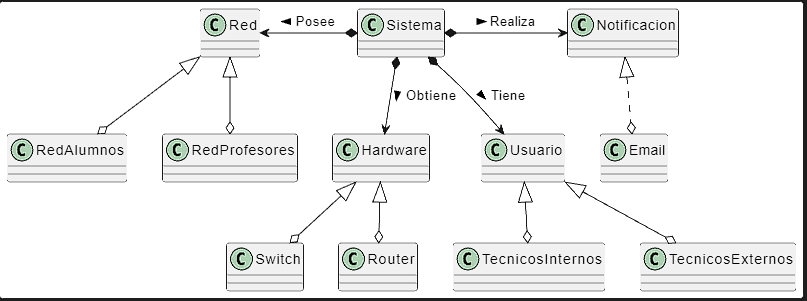 C Red
Posee
C Sistema
Realiza
C Notificacion
Obtiene
Tiene
C RedAlumnos
C RedProfesores
C Hardware
C Usuario
C Email
C Switch
C Router
C TecnicosInternos
C TecnicosExternos